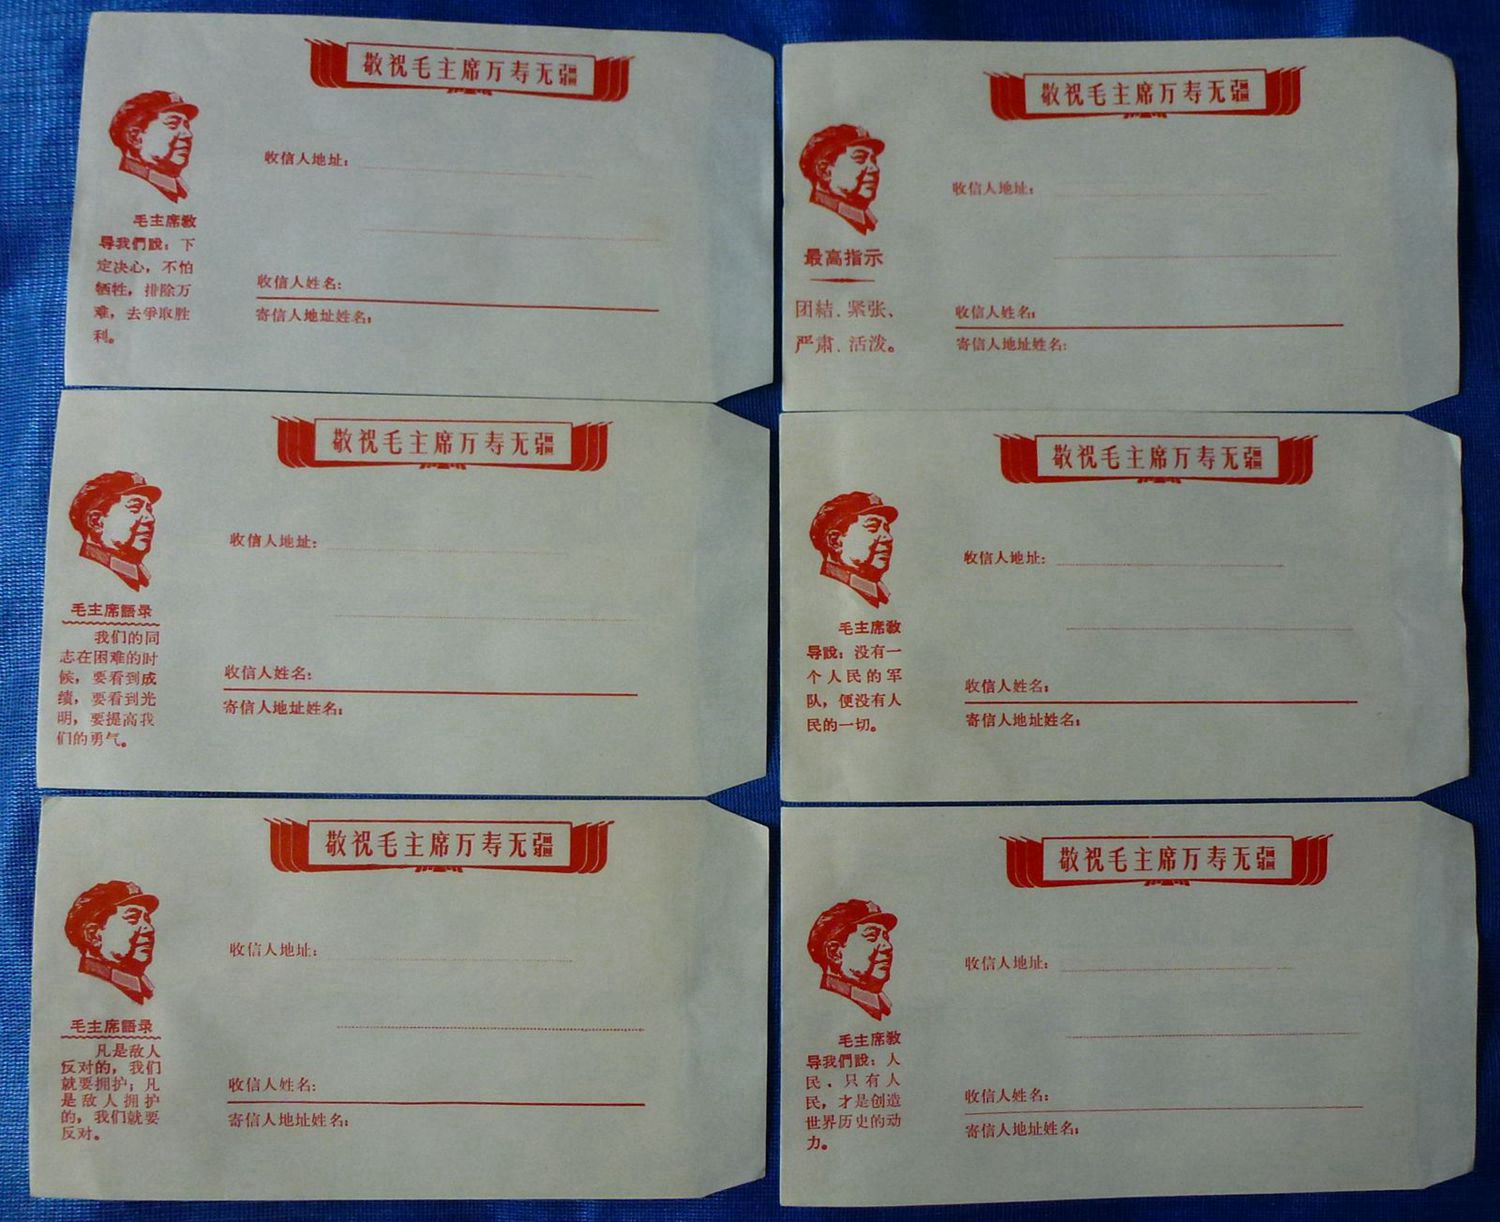 敬祝毛主席万寿无疆
收信人地址：
毛主席敎
导我們說：下
定决心，不怕
牺牲，排除万
难，去爭取胜
利。
收信人姓名：
寄信人地址姓名：
敬祝毛主席万寿无疆
收信人地址：
最高指示
团結、紧张、
严肃、活泼。
收信人姓名：
寄信人地址姓名：
敬祝毛主席万寿无疆
收信人地址：
毛主席語录
我们的同
志在困难的时
候，要看到成
绩，要看到光
明，要提高我
们的勇气。
收信人姓名：
寄信人地址姓名：
敬祝毛主席万寿无疆
收信人地址：
毛主席敎
导說：没有一
个人民的军
队，便没有人
民的一切。
收信人姓名：
寄信人地址姓名：
敬祝毛主席万寿无疆
收信人地址：
毛主席語录
凡是敌人
反对的，我们
就要拥护；凡
是敌人拥护
的，我们就要
反对。
收信人姓名：
寄信人地址姓名：
敬祝毛主席万寿无疆
收信人地址：
毛主席敎
导我們說：人
民、只有人
民，才是创造
世界历史的动
力。
收信人姓名：
寄信人地址姓名：